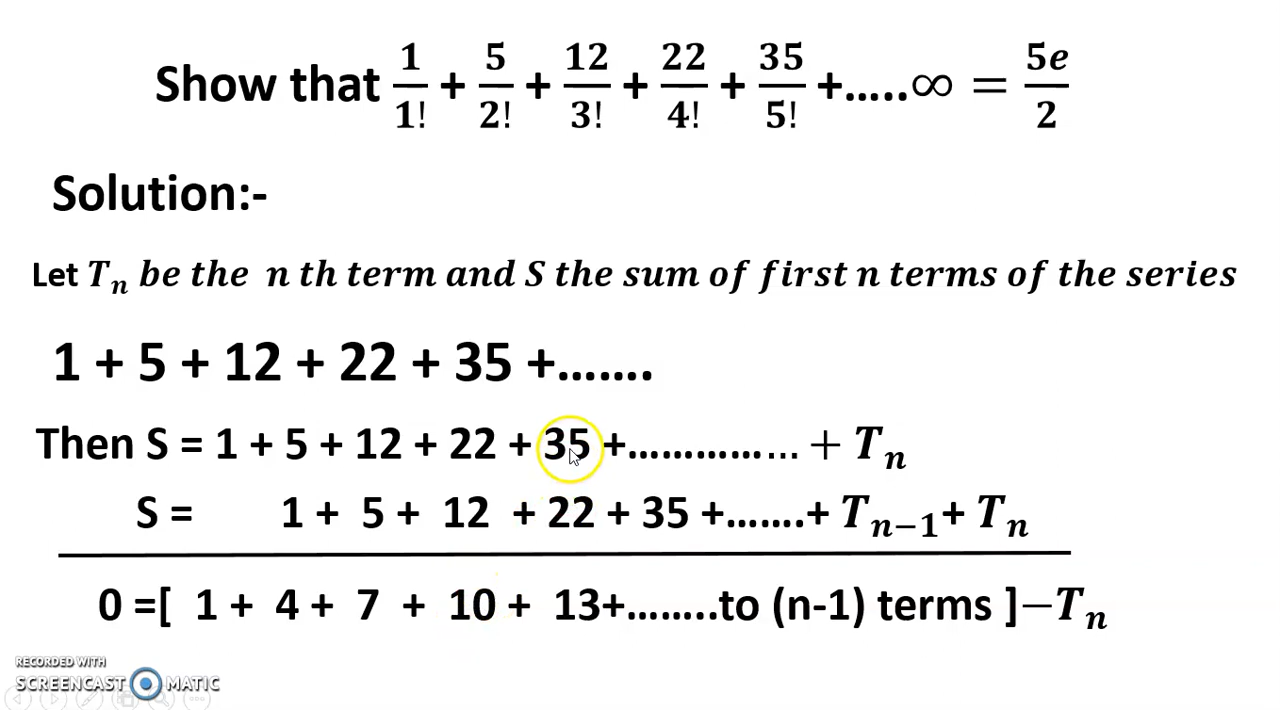 Show that 1/1! + 5/2! + 12/3! + 22/4! + 35/5! +.....∞ = 5e/2
Solution:-
Let Tₙ be the n th term and S the sum of first n terms of the series
1 + 5 + 12 + 22 + 35 +.......
Then S = 1 + 5 + 12 + 22 + 35 +................ + Tₙ
S = 1 + 5 + 12 + 22 + 35 +.......+ Tₙ₋₁+ Tₙ
0 =[ 1 + 4 + 7 + 10 + 13+........to (n-1) terms ]−Tₙ
RECORDED WITH
SCREENCAST MATIC